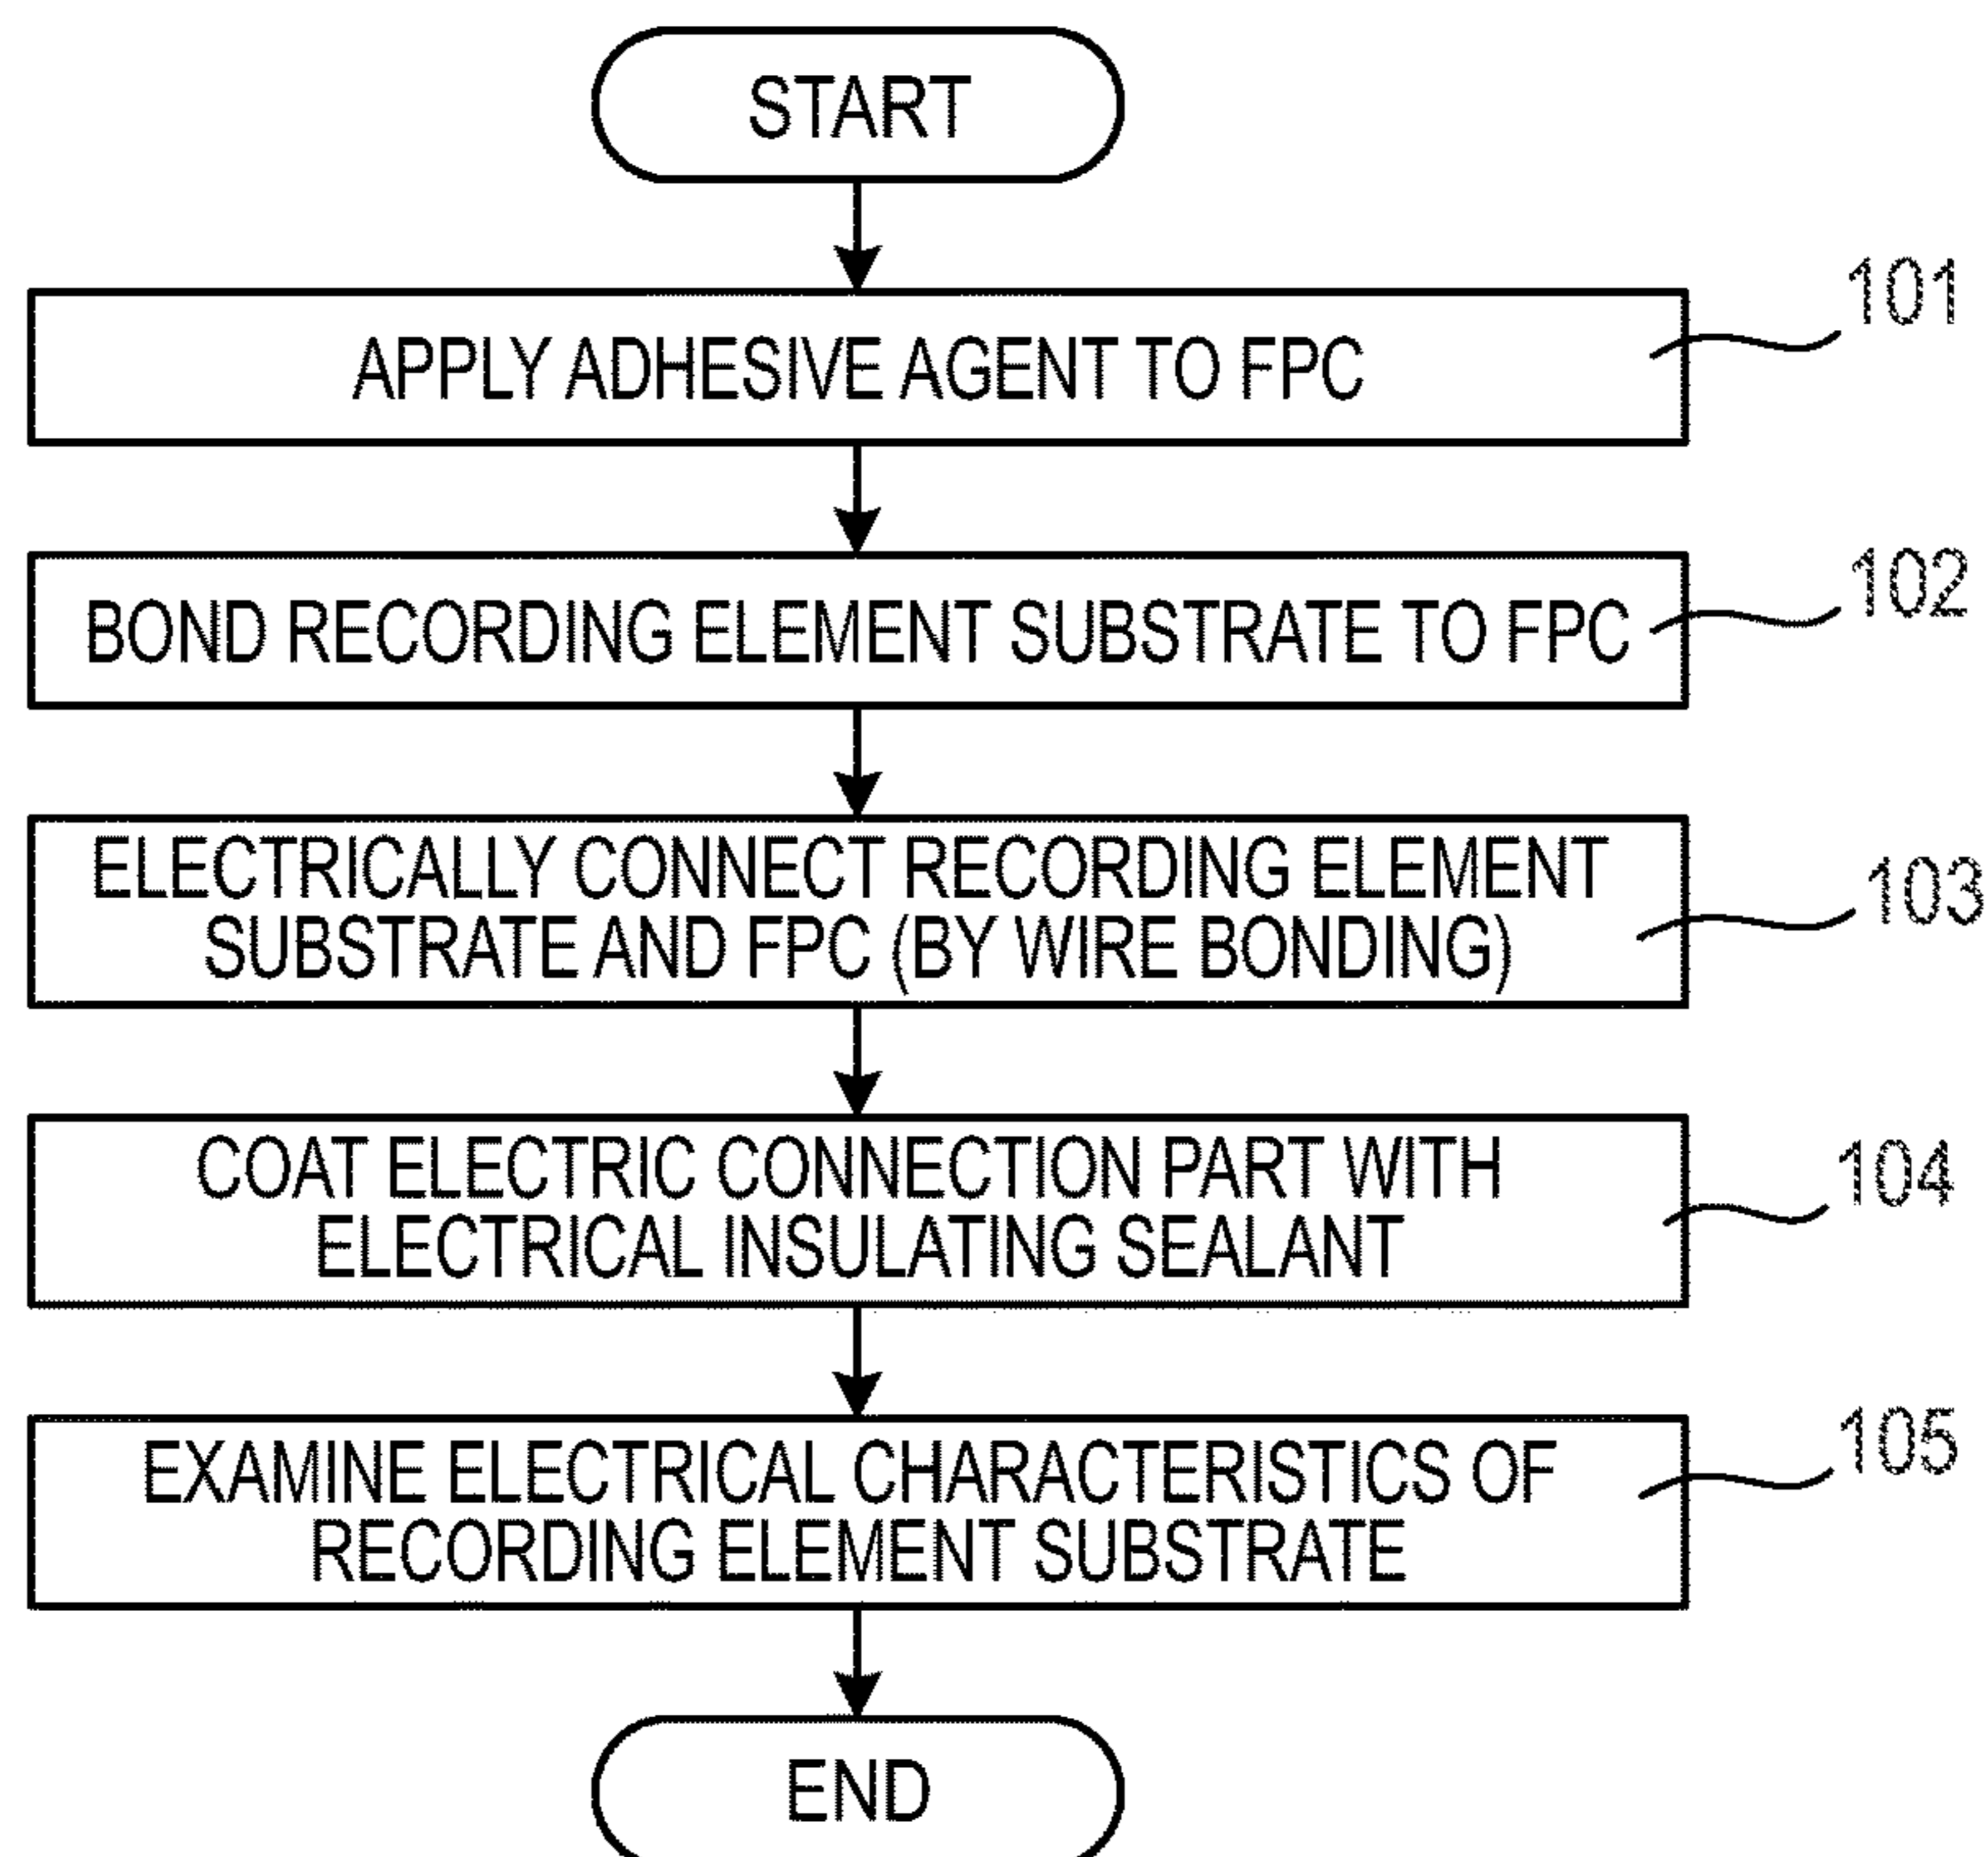 START
APPLY ADHESIVE AGENT TO FPC
101
BOND RECORDING ELEMENT SUBSTRATE TO FPC
102
ELECTRICALLY CONNECT RECORDING ELEMENT
SUBSTRATE AND FPC (BY WIRE BONDING)
103
COAT ELECTRIC CONNECTION PART WITH
ELECTRICAL INSULATING SEALANT
104
EXAMINE ELECTRICAL CHARACTERISTICS OF
RECORDING ELEMENT SUBSTRATE
105
END